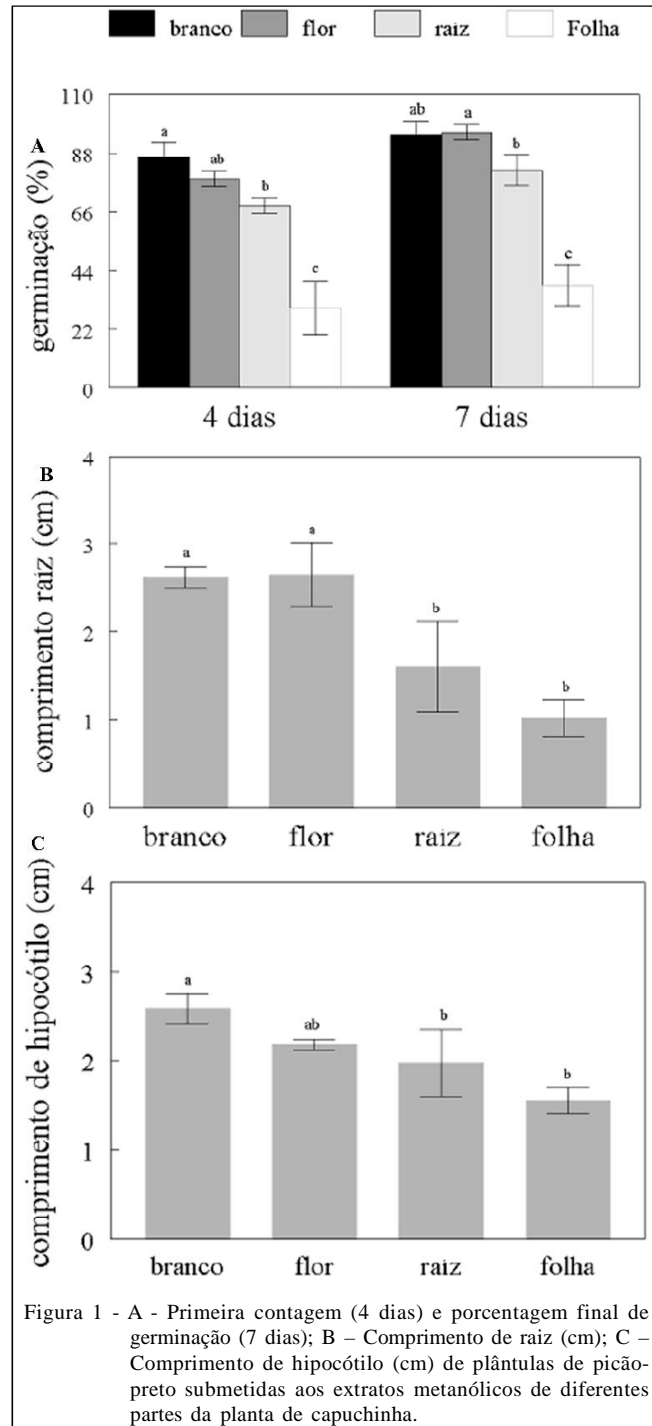 branco flor raiz Folha
A
germinação (%)
110
88
66
44
22
0
a ab b c
ab a b c
4 dias 7 dias
B
comprimento raiz (cm)
4
3
2
1
0
a a b b
branco flor raiz folha
C
comprimento de hipocótilo (cm)
4
3
2
1
0
a ab b b
branco flor raiz folha
Figura 1 - A - Primeira contagem (4 dias) e porcentagem final de
germinação (7 dias); B – Comprimento de raiz (cm); C –
Comprimento de hipocótilo (cm) de plântulas de picão-
preto submetidas aos extratos metanólicos de diferentes
partes da planta de capuchinha.